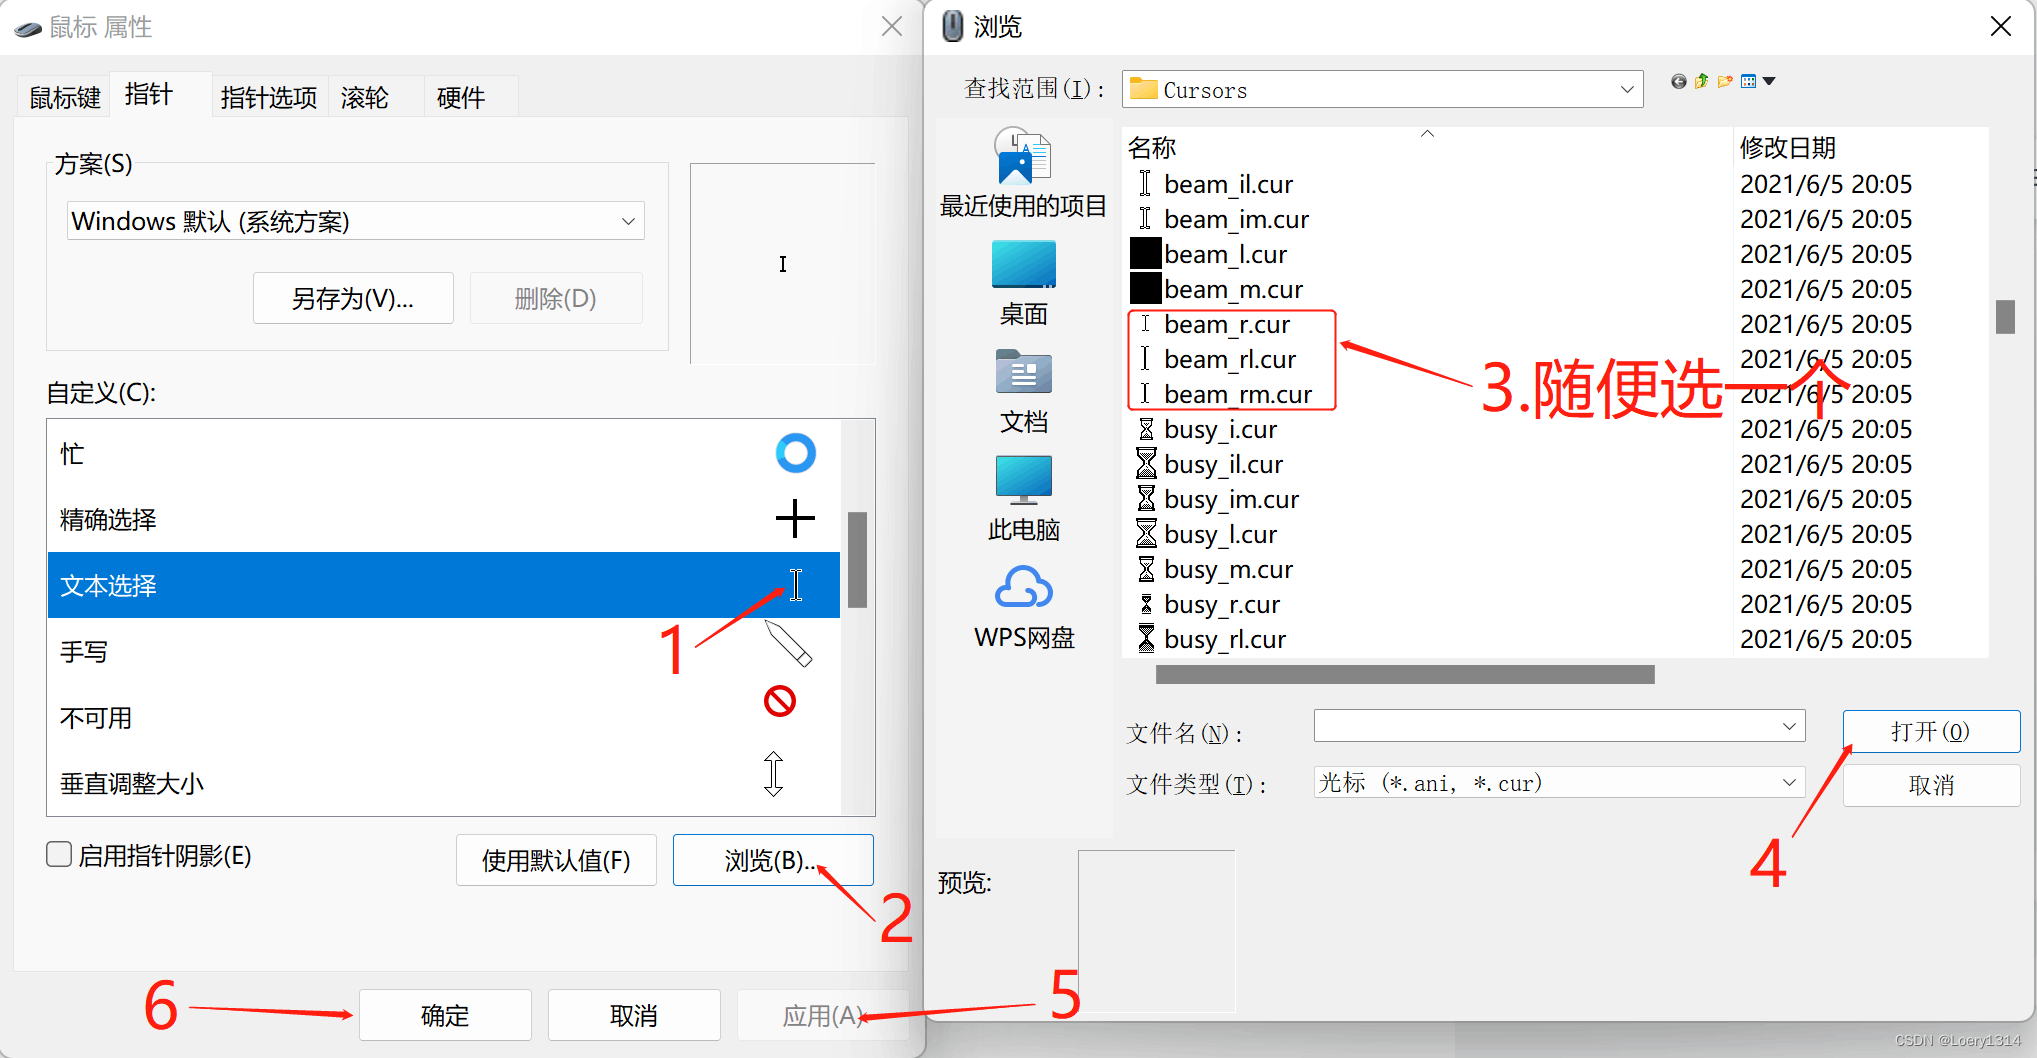 鼠标 属性
鼠标键 指针 指针选项 滚轮 硬件
方案(S)
Windows 默认 (系统方案)
另存为(V)... 删除(D)
自定义(C):
忙
精确选择
文本选择
1
手写
不可用
垂直调整大小
启用指针阴影(E) 使用默认值(F) 浏览(B)...
2
6 确定 取消 应用(A) 5
浏览
查找范围(I): Cursors
最近使用的项目
桌面
文档
此电脑
WPS网盘
名称 修改日期
beam_il.cur 2021/6/5 20:05
beam_im.cur 2021/6/5 20:05
beam_l.cur 2021/6/5 20:05
beam_m.cur 2021/6/5 20:05
beam_r.cur 2021/6/5 20:05
beam_rl.cur 2021/6/5 20:05
beam_rm.cur 2021/6/5 20:05
3.随便选一个
busy_i.cur 2021/6/5 20:05
busy_il.cur 2021/6/5 20:05
busy_im.cur 2021/6/5 20:05
busy_l.cur 2021/6/5 20:05
busy_m.cur 2021/6/5 20:05
busy_r.cur 2021/6/5 20:05
busy_rl.cur 2021/6/5 20:05
文件名(N): 打开(O)
文件类型(T): 光标 (*.ani, *.cur) 取消
4
预览:
CSDN @Loery1314